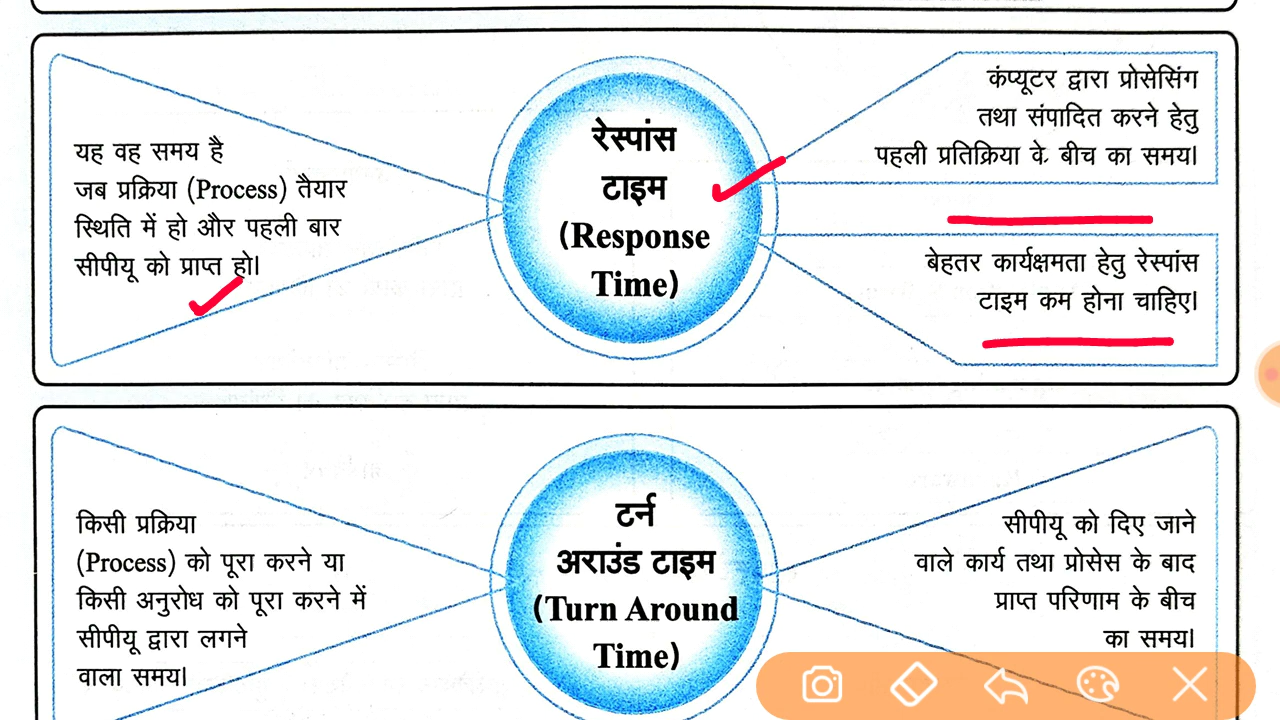 यह वह समय है
जब प्रक्रिया (Process) तैयार
स्थिति में हो और पहली बार
सीपीयू को प्राप्त हो।
रेस्पांस
टाइम
(Response
Time)
कंप्यूटर द्वारा प्रोसेसिंग
तथा संपादित करने हेतु
पहली प्रतिक्रिया के बीच का समय।
बेहतर कार्यक्षमता हेतु रेस्पांस
टाइम कम होना चाहिए।
किसी प्रक्रिया
(Process) को पूरा करने या
किसी अनुरोध को पूरा करने में
सीपीयू द्वारा लगने
वाला समय।
टर्न
अराउंड टाइम
(Turn Around
Time)
सीपीयू को दिए जाने
वाले कार्य तथा प्रोसेस के बाद
प्राप्त परिणाम के बीच
का समय।